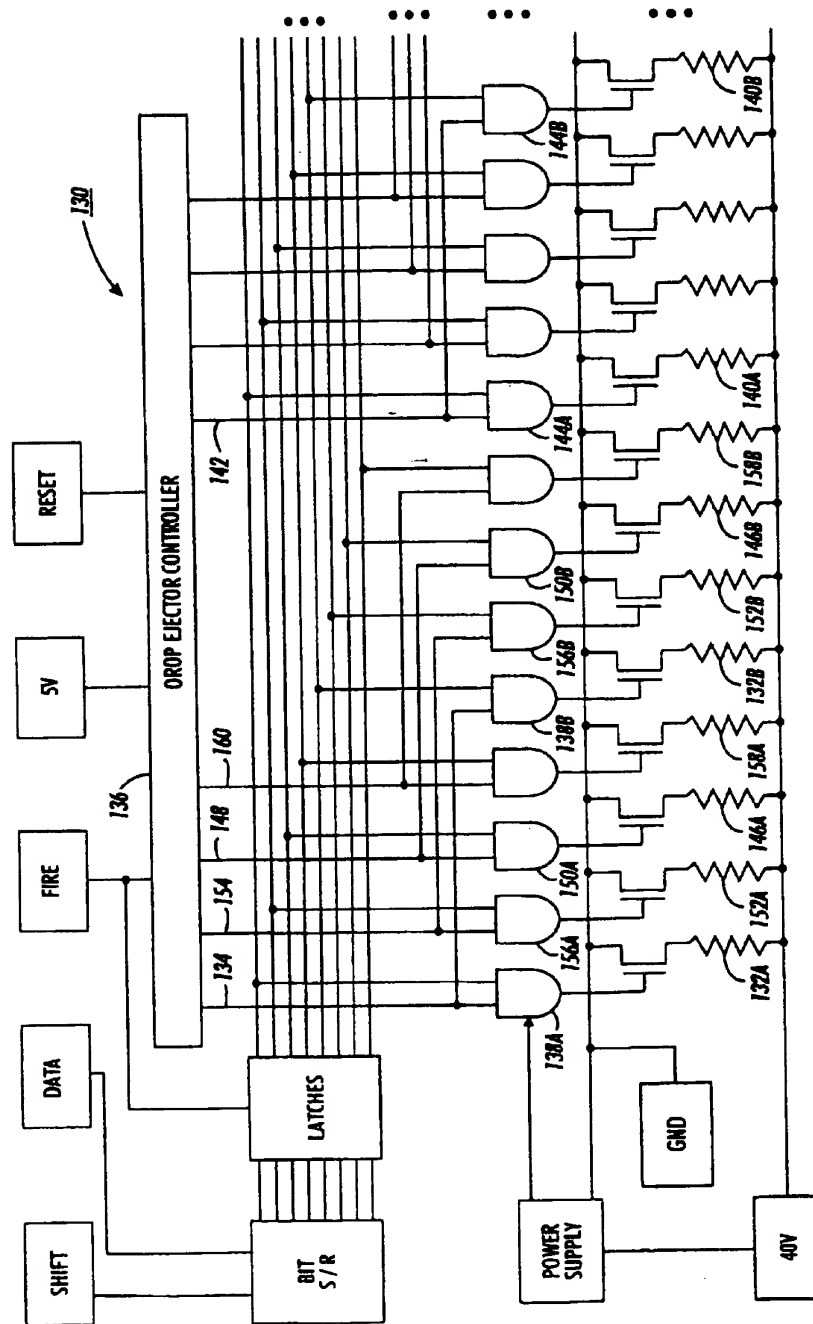 130
SHIFT
DATA
FIRE
5V
RESET
136
DROP EJECTOR CONTROLLER
BIT
S / R
LATCHES
134
154
148
160
142
138A
156A
150A
138B
156B
150B
144A
144B
POWER
SUPPLY
GND
40V
132A
152A
146A
158A
132B
152B
146B
158B
140A
140B